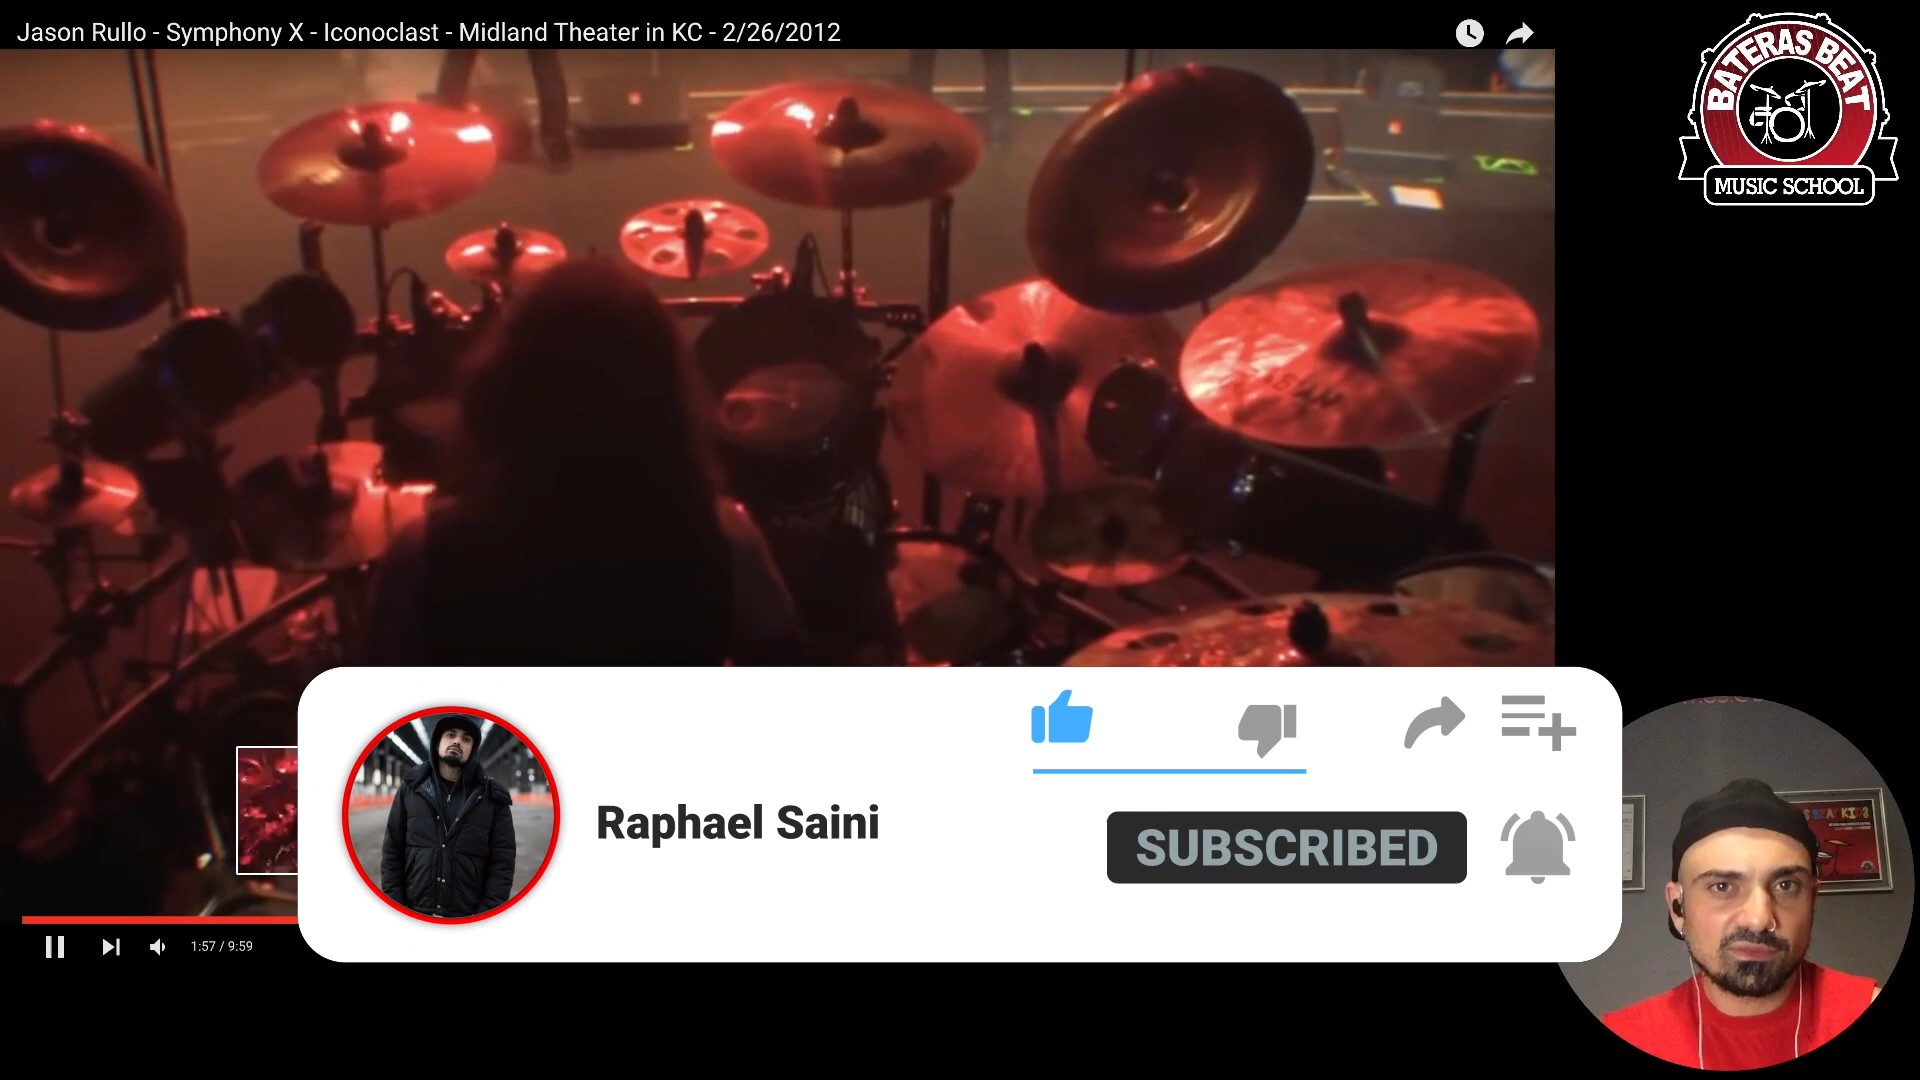 Jason Rullo - Symphony X - Iconoclast - Midland Theater in KC - 2/26/2012
BATERAS BEAT
MUSIC SCHOOL
Raphael Saini
SUBSCRIBED
1:57 / 9:59